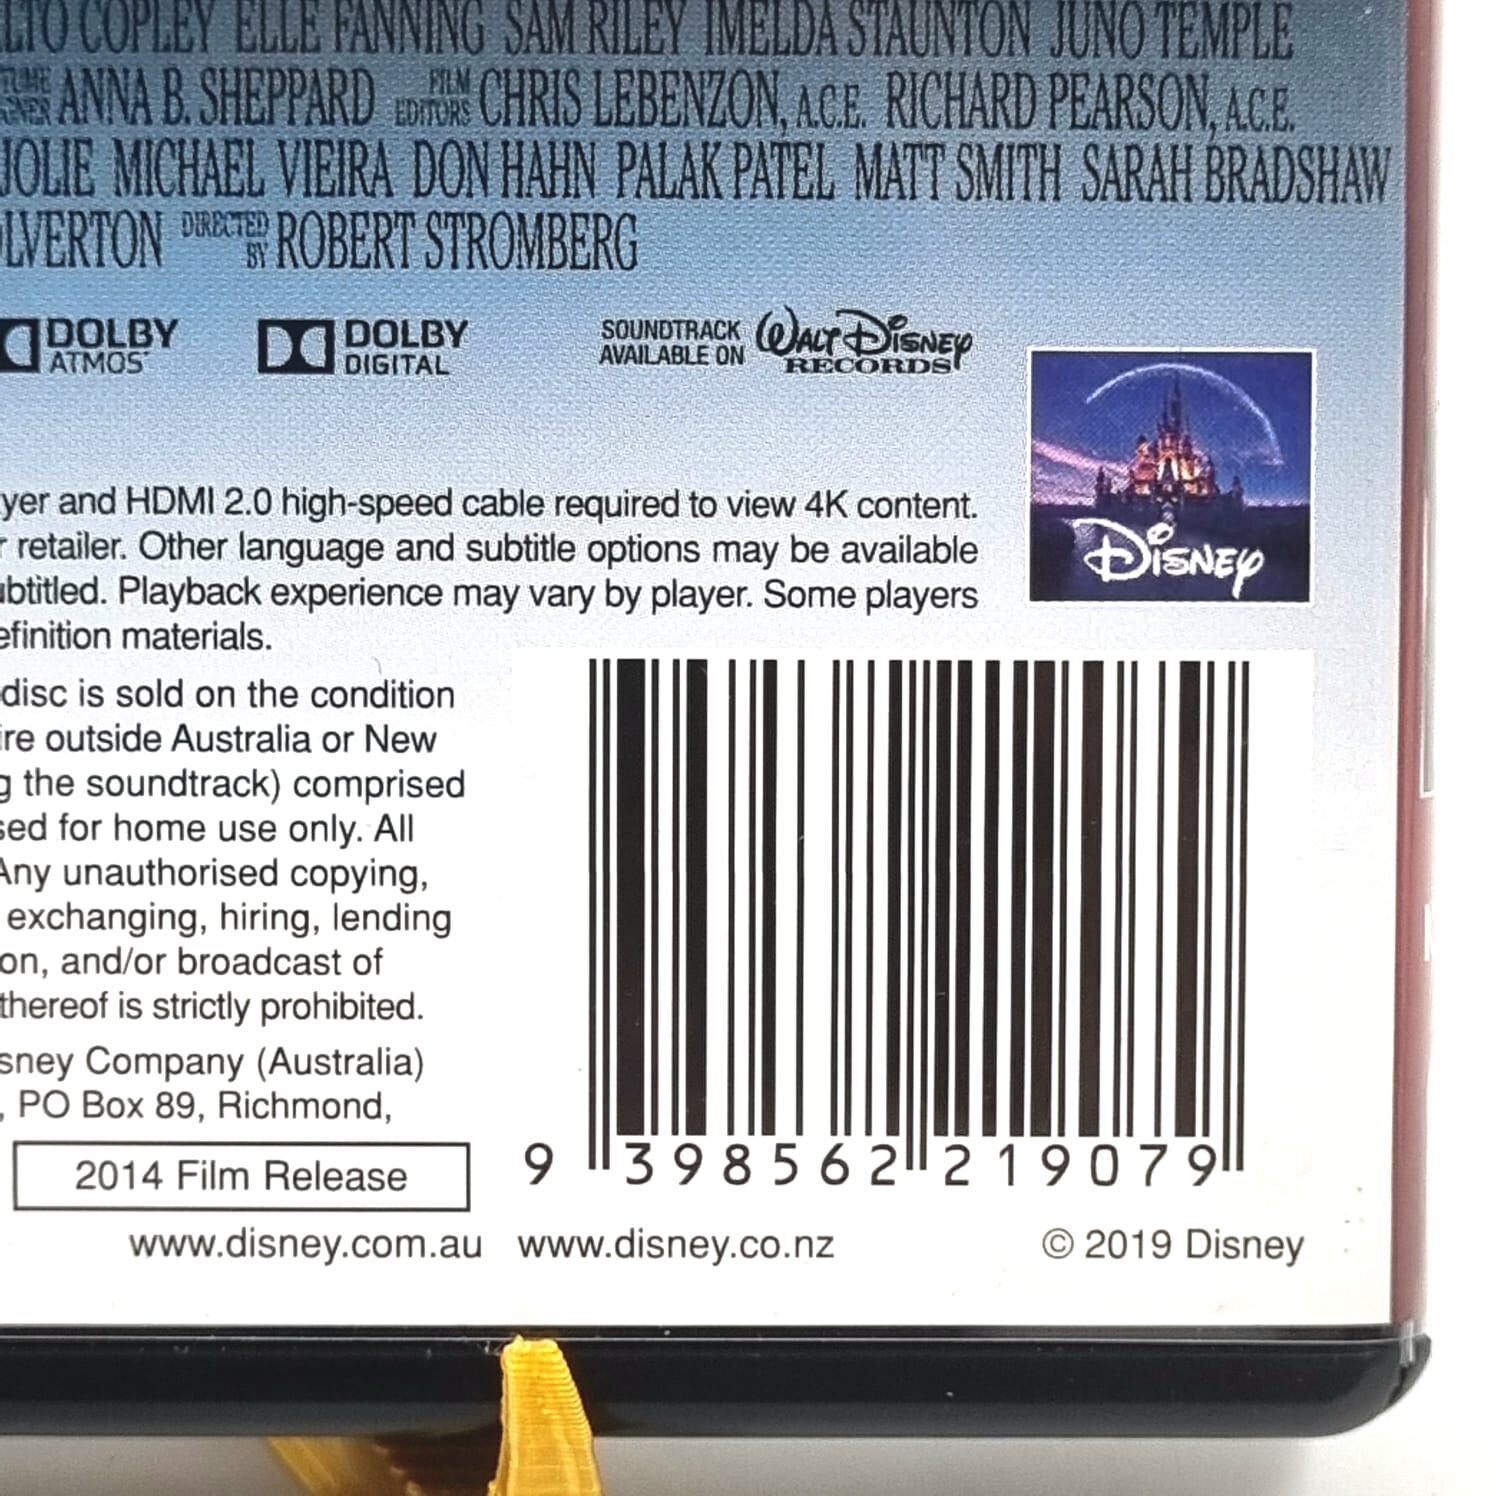 COPLEY ELLE FANNING SAM RILEY IMELDA STAUNTON JUNO TEMPLE
ANNA B. SHEPPARD FILM EDITORS CHRIS LEBENZON, A.C.E. RICHARD PEARSON, A.C.E.
JOLIE MICHAEL VIEIRA DON HAHN PALAK PATEL MATT SMITH SARAH BRADSHAW
LVERTON DIRECTED BY ROBERT STROMBERG
DOLBY ATMOS DOLBY DIGITAL SOUNDTRACK AVAILABLE ON WALT DISNEY RECORDS
yer and HDMI 2.0 high-speed cable required to view 4K content.
r retailer. Other language and subtitle options may be available
ubtitled. Playback experience may vary by player. Some players
efinition materials.
DISNEY
disc is sold on the condition
ire outside Australia or New
g the soundtrack) comprised
sed for home use only. All
Any unauthorised copying,
exchanging, hiring, lending
on, and/or broadcast of
thereof is strictly prohibited.
sney Company (Australia)
, PO Box 89, Richmond,
2014 Film Release
9 398562 219079
www.disney.com.au www.disney.co.nz © 2019 Disney